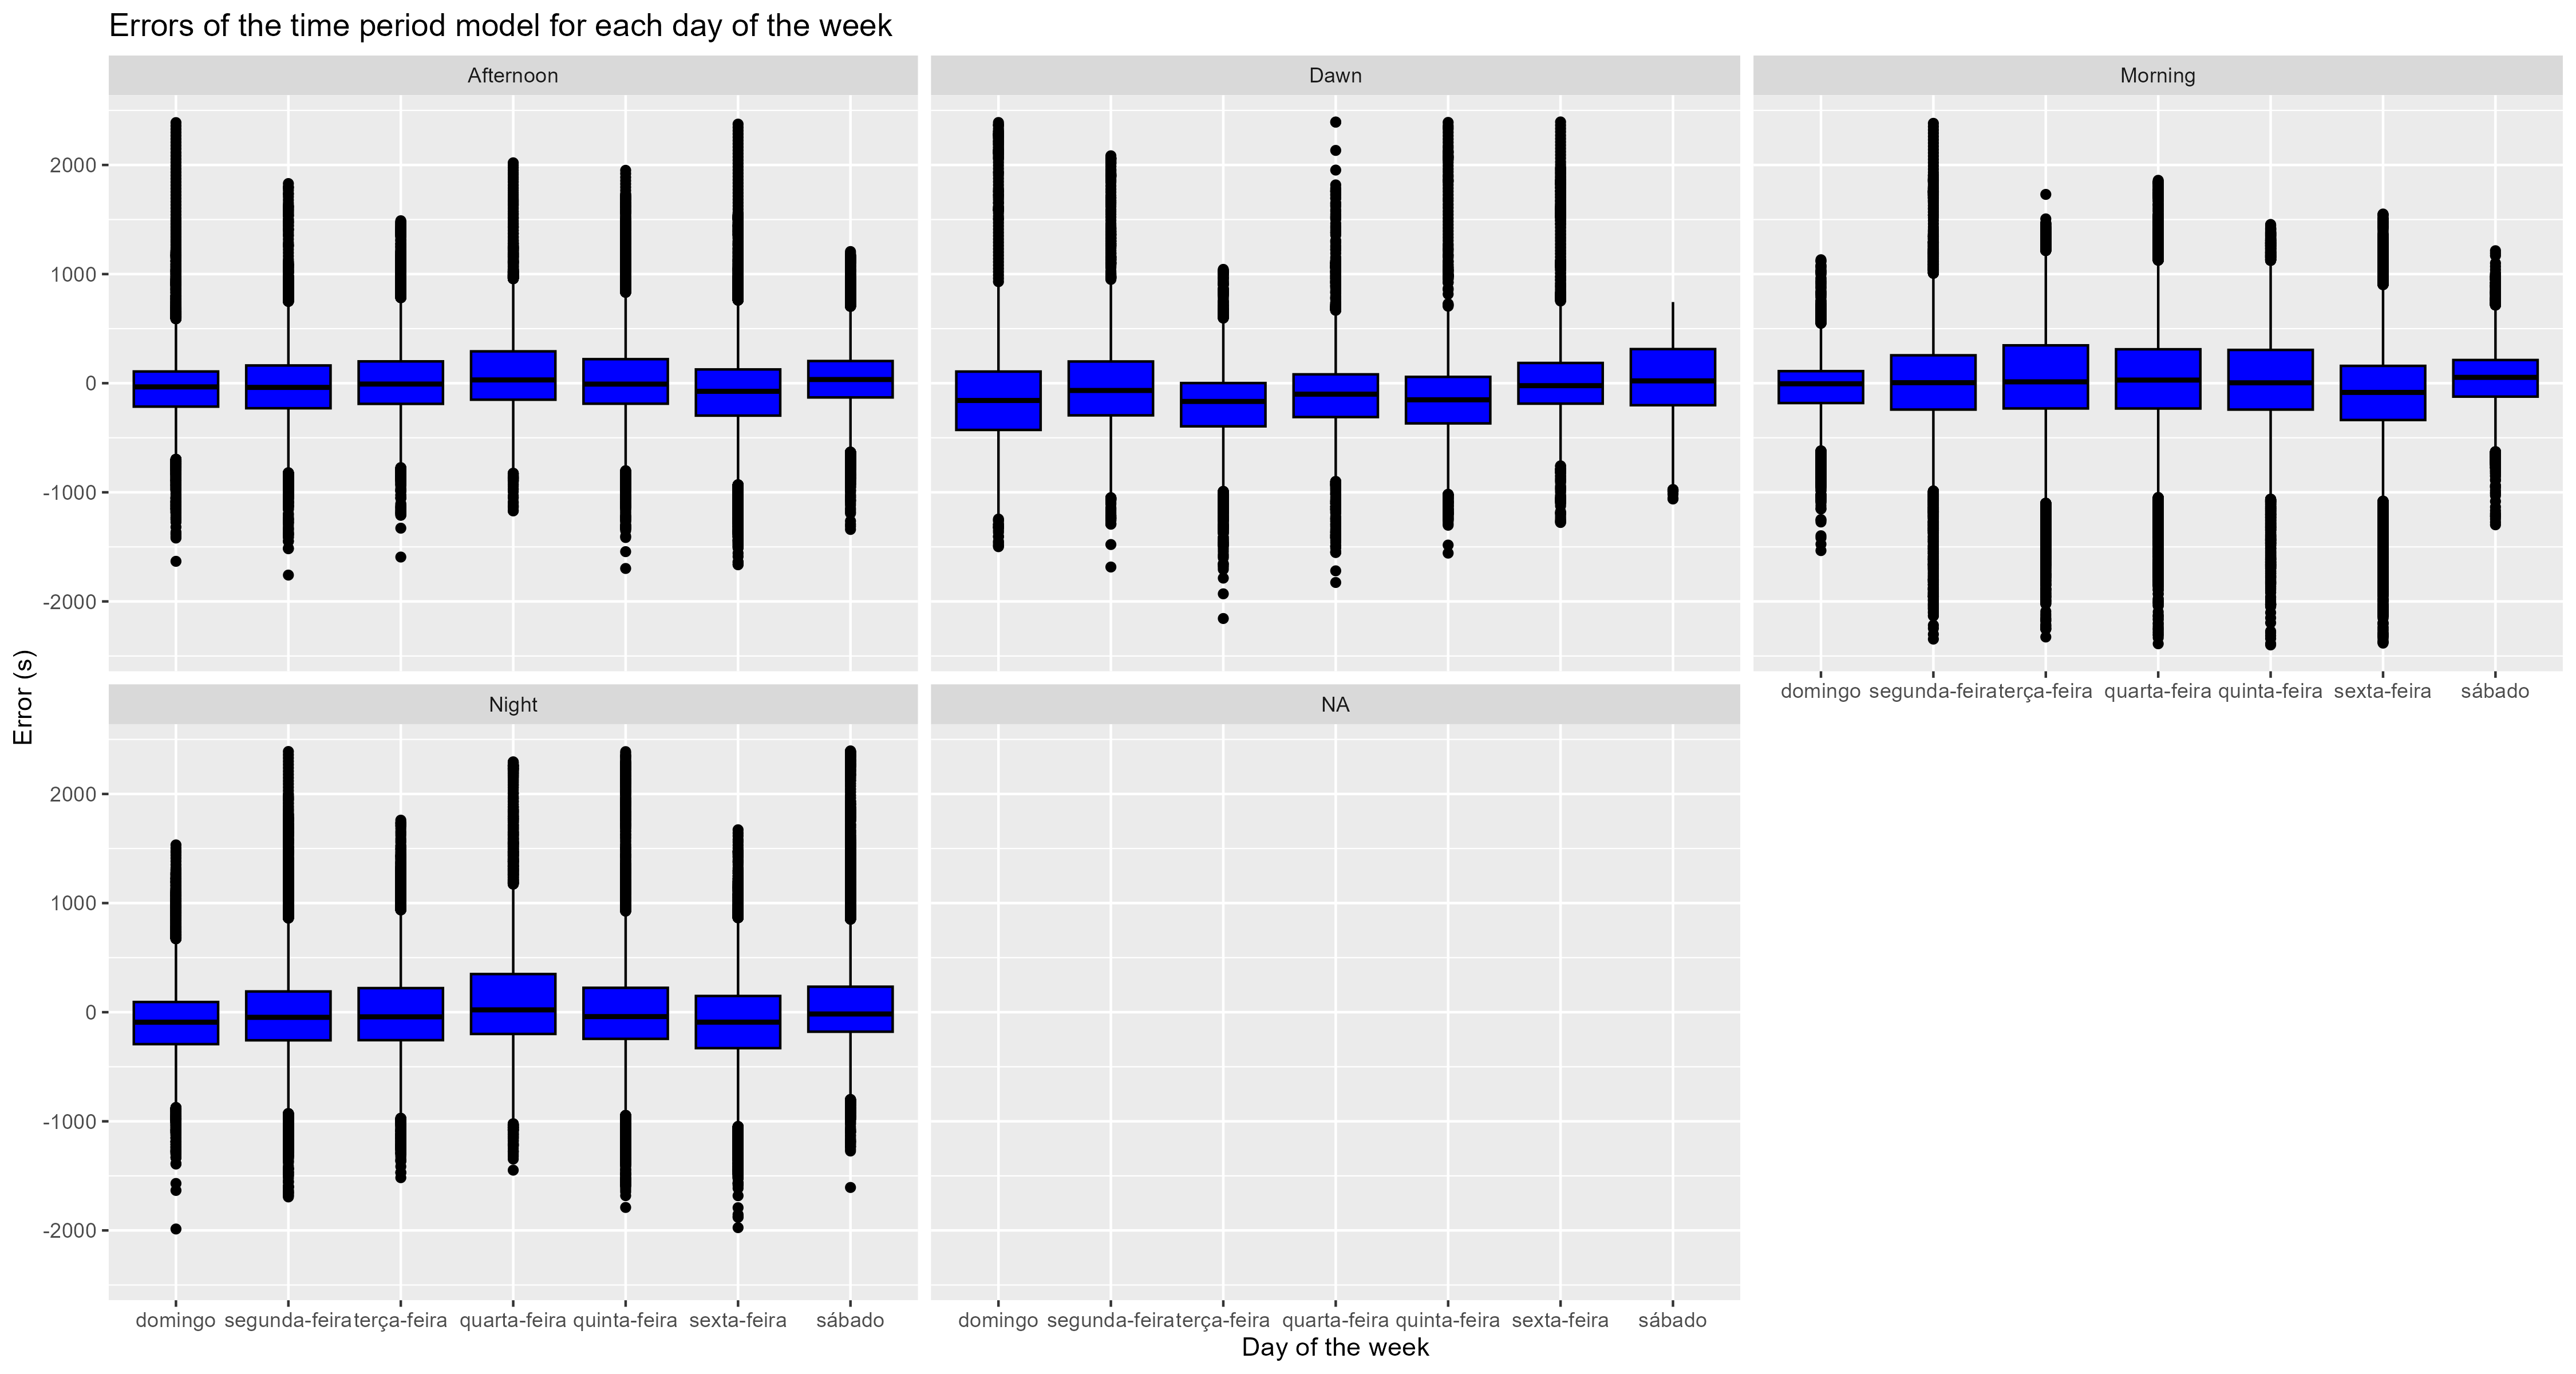 Errors of the time period model for each day of the week
Afternoon
Dawn
Morning
2000
1000
0
-1000
-2000
domingo segunda-feira terça-feira quarta-feira quinta-feira sexta-feira sábado
Night
NA
2000
1000
0
-1000
-2000
domingo segunda-feira terça-feira quarta-feira quinta-feira sexta-feira sábado
domingo segunda-feira terça-feira quarta-feira quinta-feira sexta-feira sábado
Day of the week
Error (s)